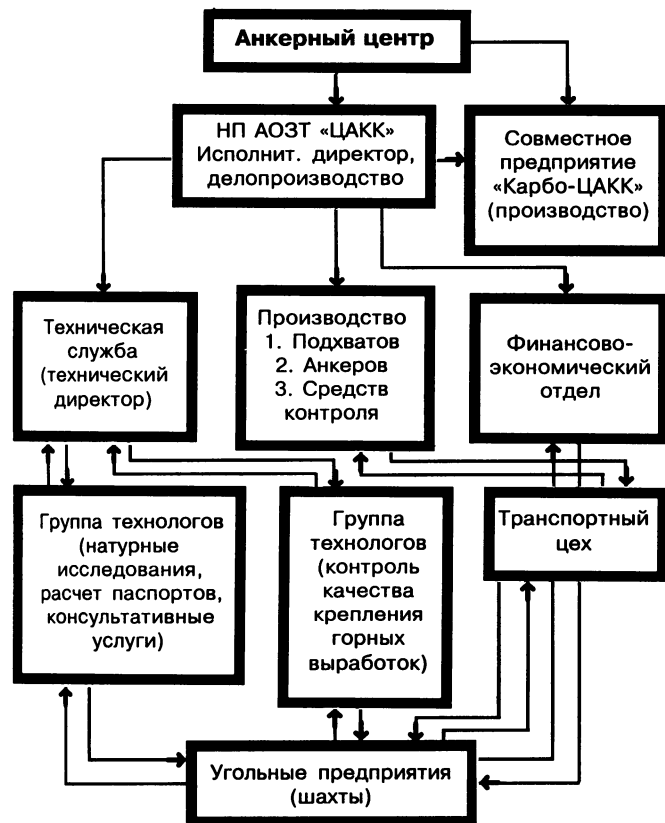 Анкерный центр
НП АОЗТ «ЦАКК»
Исполнит. директор,
делопроизводство
Совместное
предприятие
«Карбо-ЦАКК»
(производство)
Техническая
служба
(технический
директор)
Производство
1. Подхватов
2. Анкеров
3. Средств
контроля
Финансово-
экономический
отдел
Группа технологов
(натурные
исследования,
расчет паспортов,
консультативные
услуги)
Группа
технологов
(контроль
качества
крепления
горных
выработок)
Транспортный
цех
Угольные предприятия
(шахты)